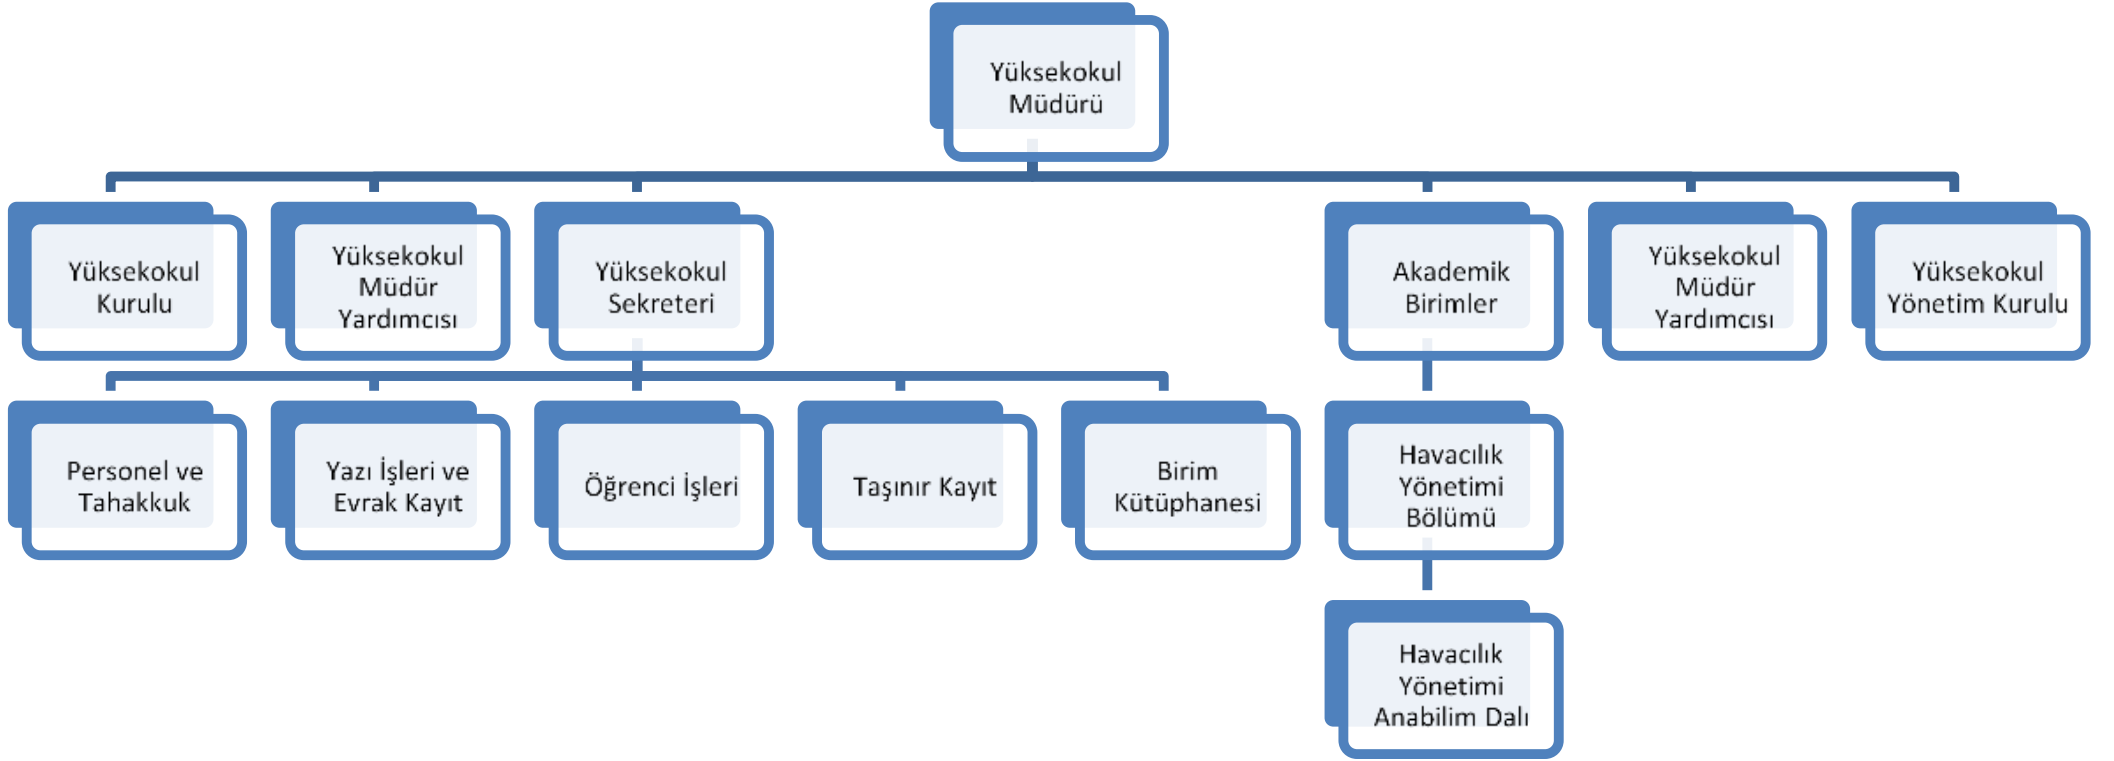 Yüksekokul
Müdürü
Yüksekokul
Kurulu
Yüksekokul
Müdür
Yardımcısı
Yüksekokul
Sekreteri
Akademik
Birimler
Yüksekokul
Müdür
Yardımcısı
Yüksekokul
Yönetim Kurulu
Personel ve
Tahakkuk
Yazı İşleri ve
Evrak Kayıt
Öğrenci İşleri
Taşınır Kayıt
Birim
Kütüphanesi
Havacılık
Yönetimi
Bölümü
Havacılık
Yönetimi
Anabilim Dalı